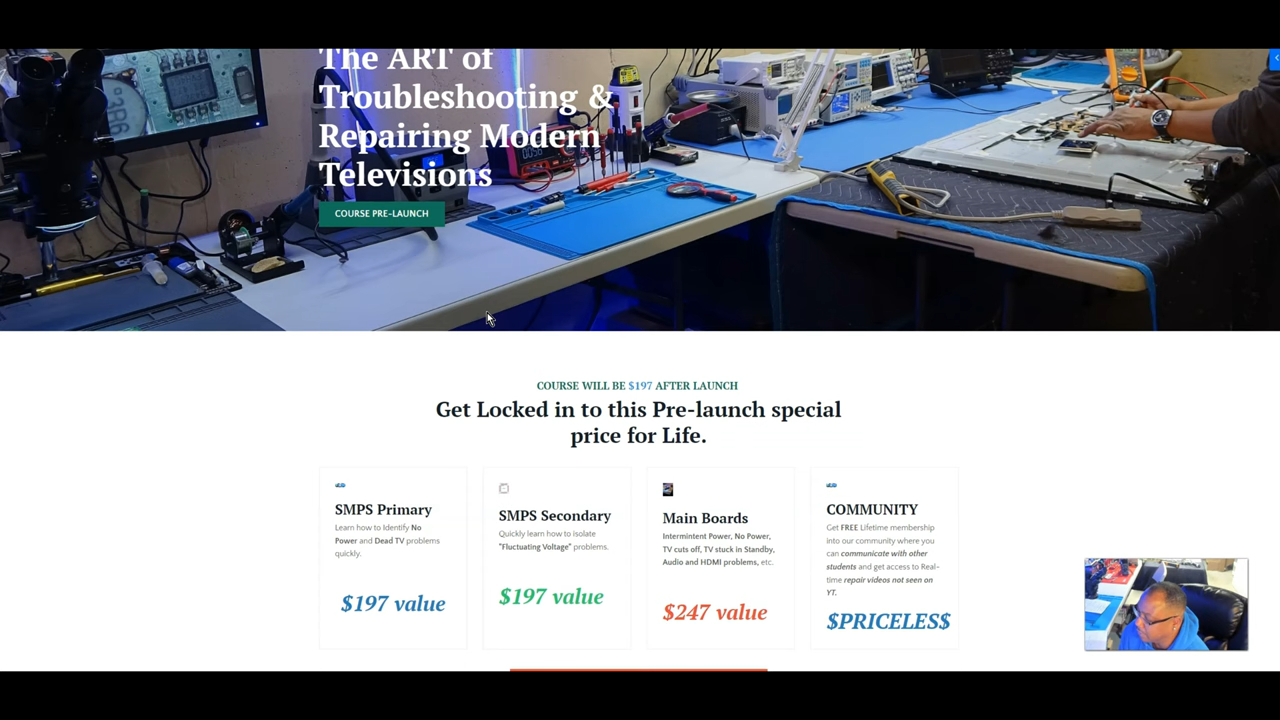 The ART of
Troubleshooting &
Repairing Modern
Televisions
COURSE PRE-LAUNCH
COURSE WILL BE $197 AFTER LAUNCH
Get Locked in to this Pre-launch special
price for Life.
SMPS Primary
Learn how to Identify No
Power and Dead TV problems
quickly.
$197 value
SMPS Secondary
Quickly learn how to isolate
"Fluctuating Voltage" problems.
$197 value
Main Boards
Intermintent Power, No Power,
TV cuts off, TV stuck in Standby,
Audio and HDMI problems, etc.
$247 value
COMMUNITY
Get FREE Lifetime membership
into our community where you
can communicate with other
students and get access to Real-
time repair videos not seen on
YT.
$PRICELESS$